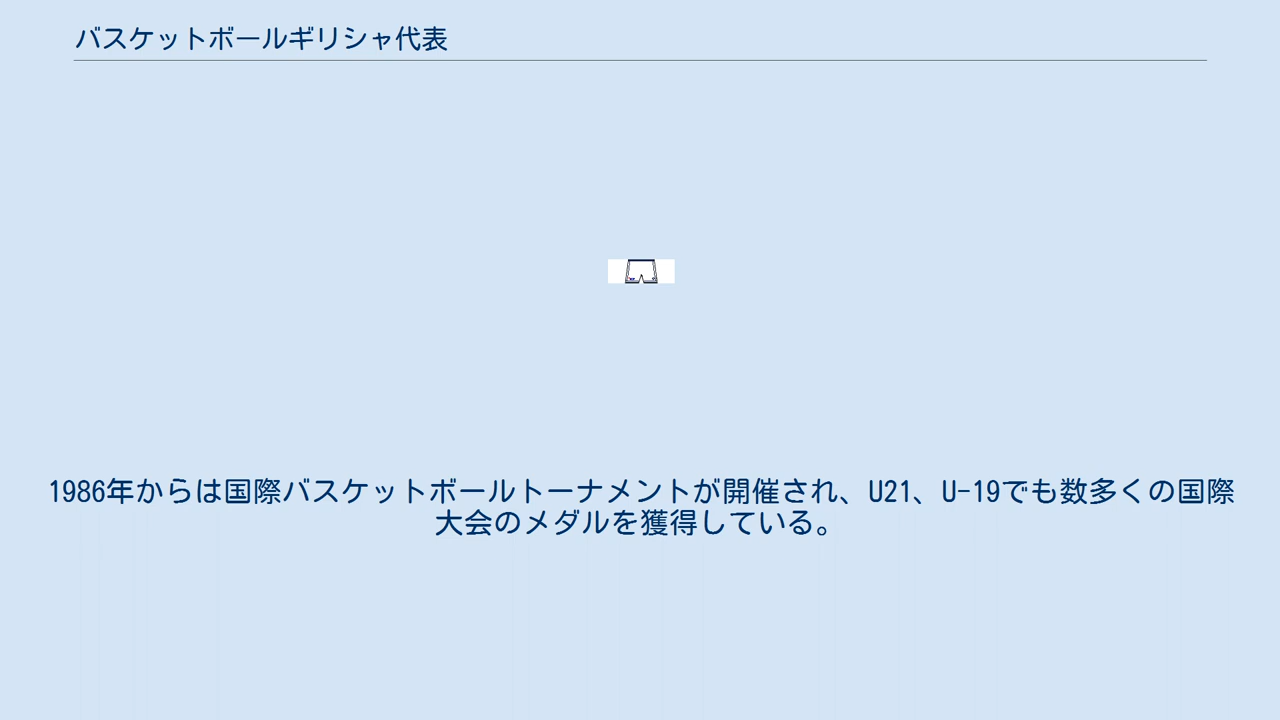 バスケットボールギリシャ代表
1986年からは国際バスケットボールトーナメントが開催され、U21、U-19でも数多くの国際
大会のメダルを獲得している。